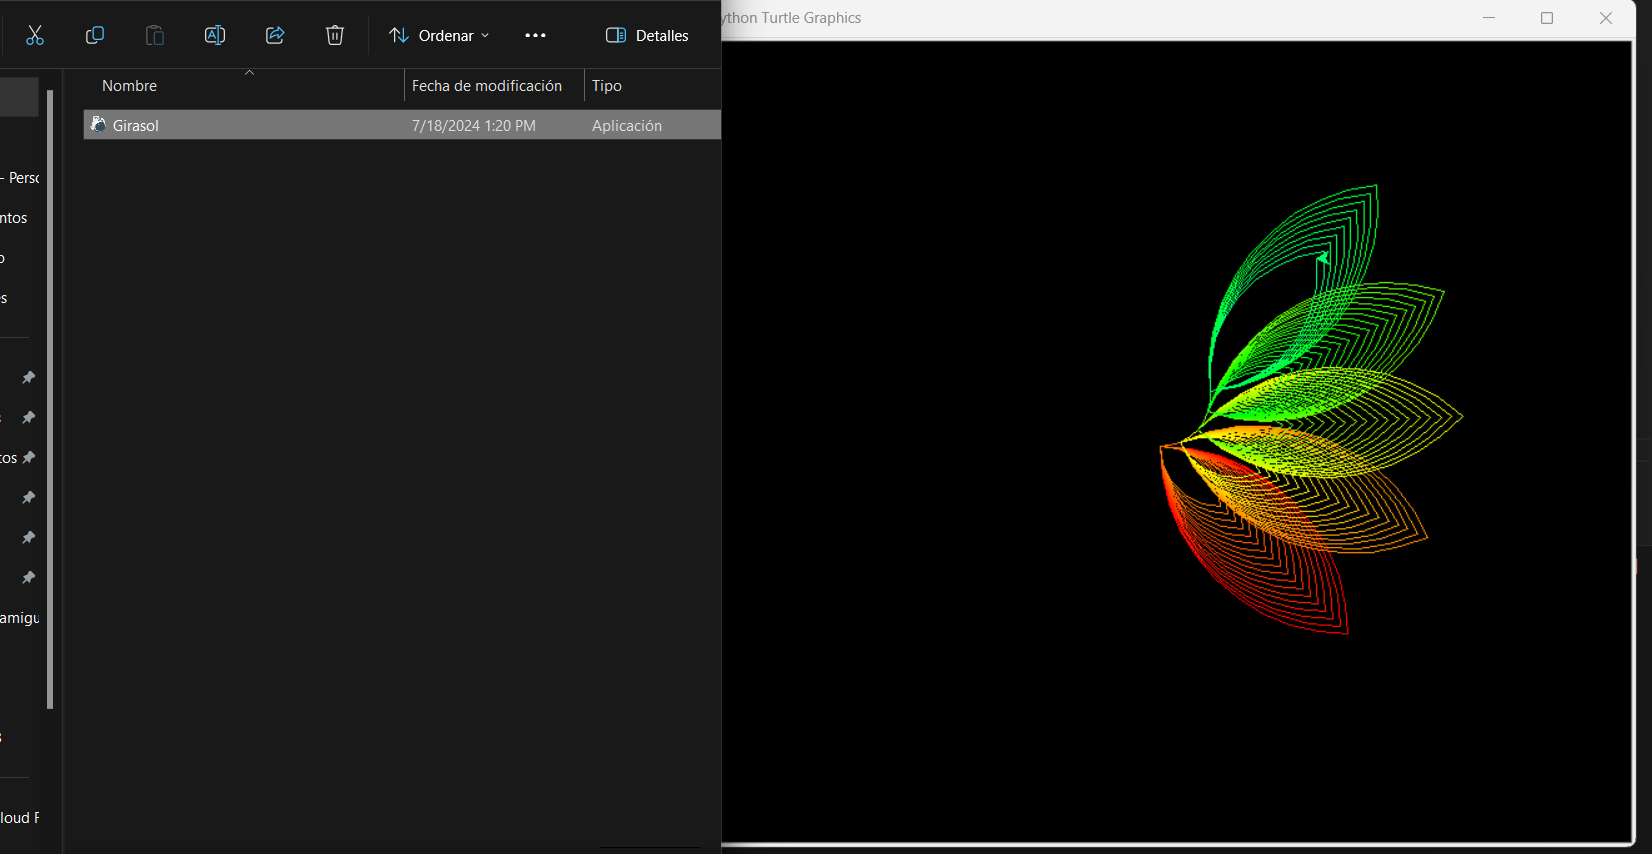 Ordenar
Detalles
ython Turtle Graphics
Nombre
Fecha de modificación
Tipo
Girasol
7/18/2024 1:20 PM
Aplicación
- Perso
ntos
o
s
s
tos
amigu
s
loud F